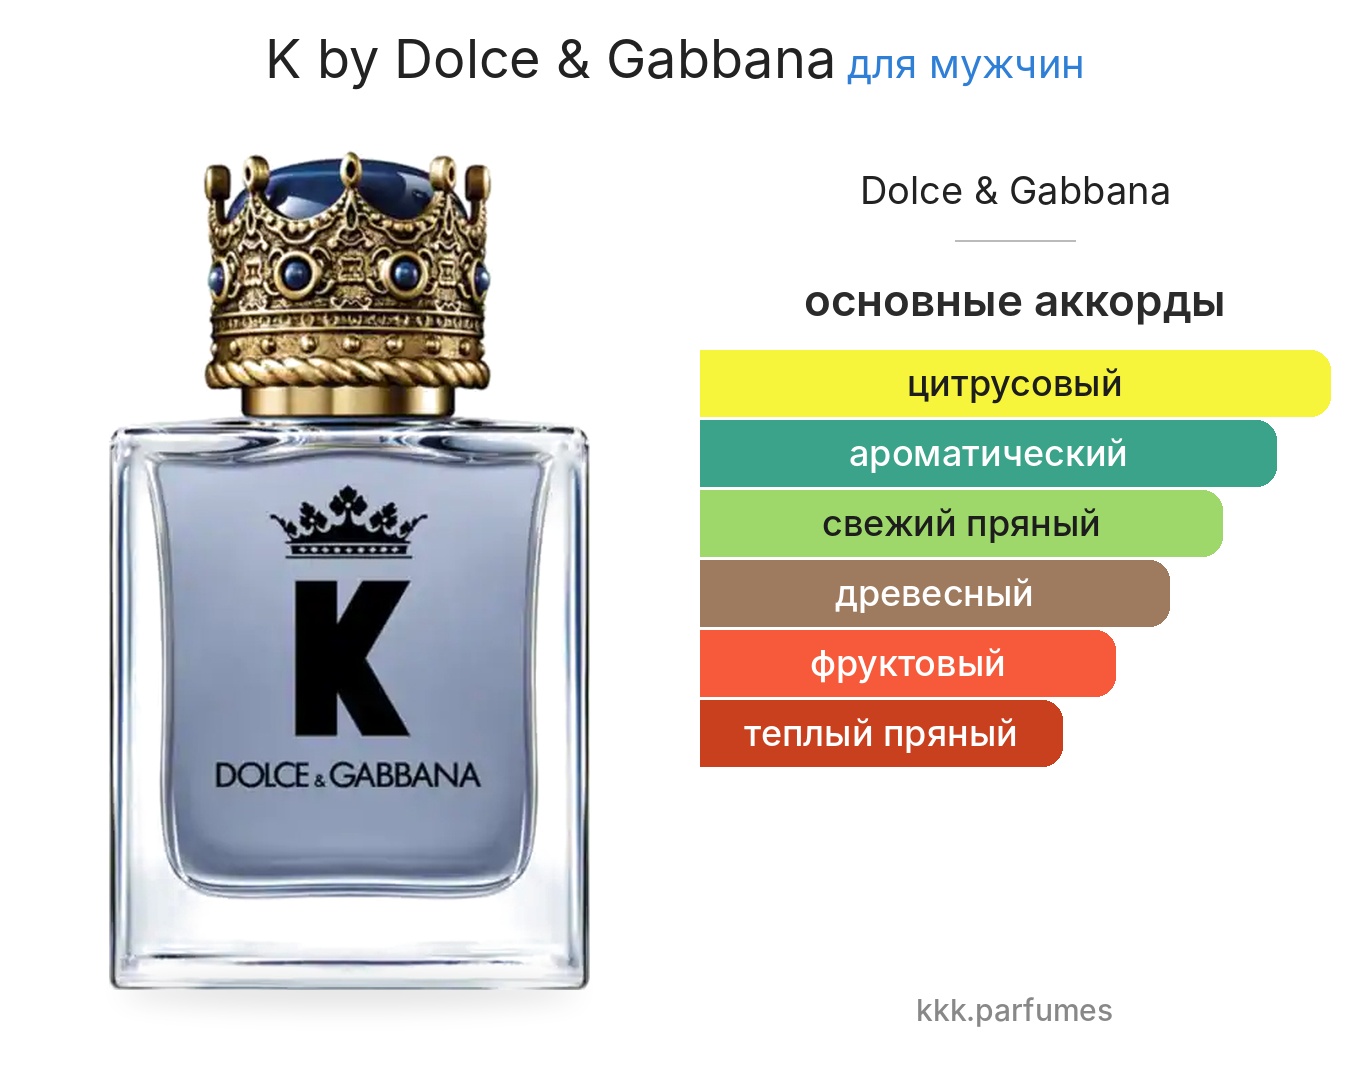 K by Dolce & Gabbana для мужчин
Dolce & Gabbana
основные аккорды
цитрусовый
ароматический
свежий пряный
древесный
фруктовый
теплый пряный
K
DOLCE & GABBANA
kkk.parfumes